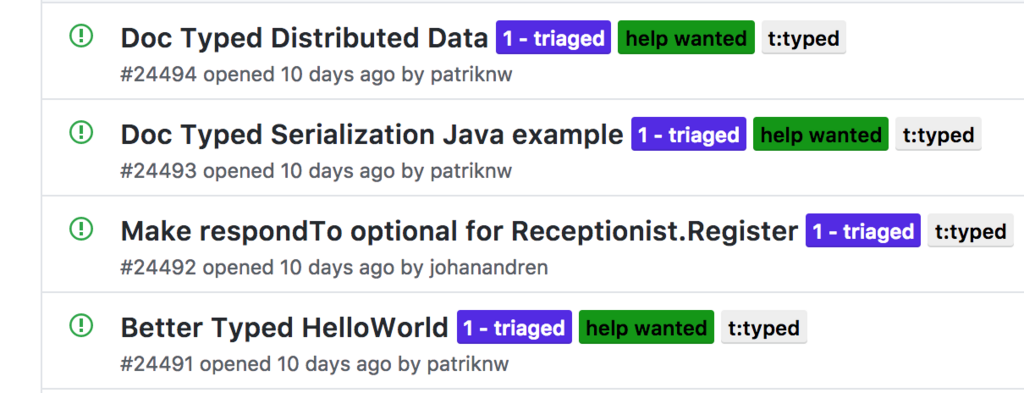 Doc Typed Distributed Data 1 - triaged help wanted t:typed
#24494 opened 10 days ago by patriknw
Doc Typed Serialization Java example 1 - triaged help wanted t:typed
#24493 opened 10 days ago by patriknw
Make respondTo optional for Receptionist.Register 1 - triaged t:typed
#24492 opened 10 days ago by johanandren
Better Typed HelloWorld 1 - triaged help wanted t:typed
#24491 opened 10 days ago by patriknw